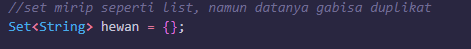 //set mirip seperti list, namun datanya gabisa duplikat
Set<String> hewan = {};